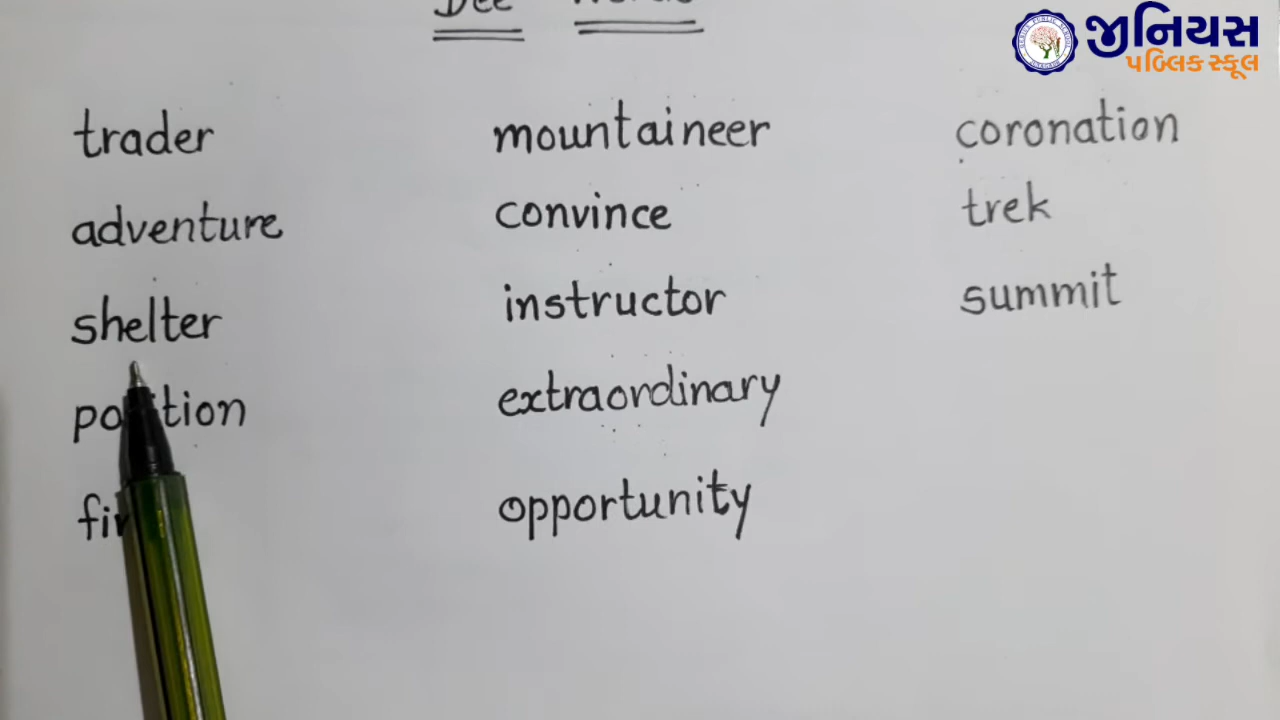 જીનિયસ
પબ્લિક સ્કૂલ
trader mountaineer coronation
adventure convince trek
shelter instructor summit
extraordinary
opportunity